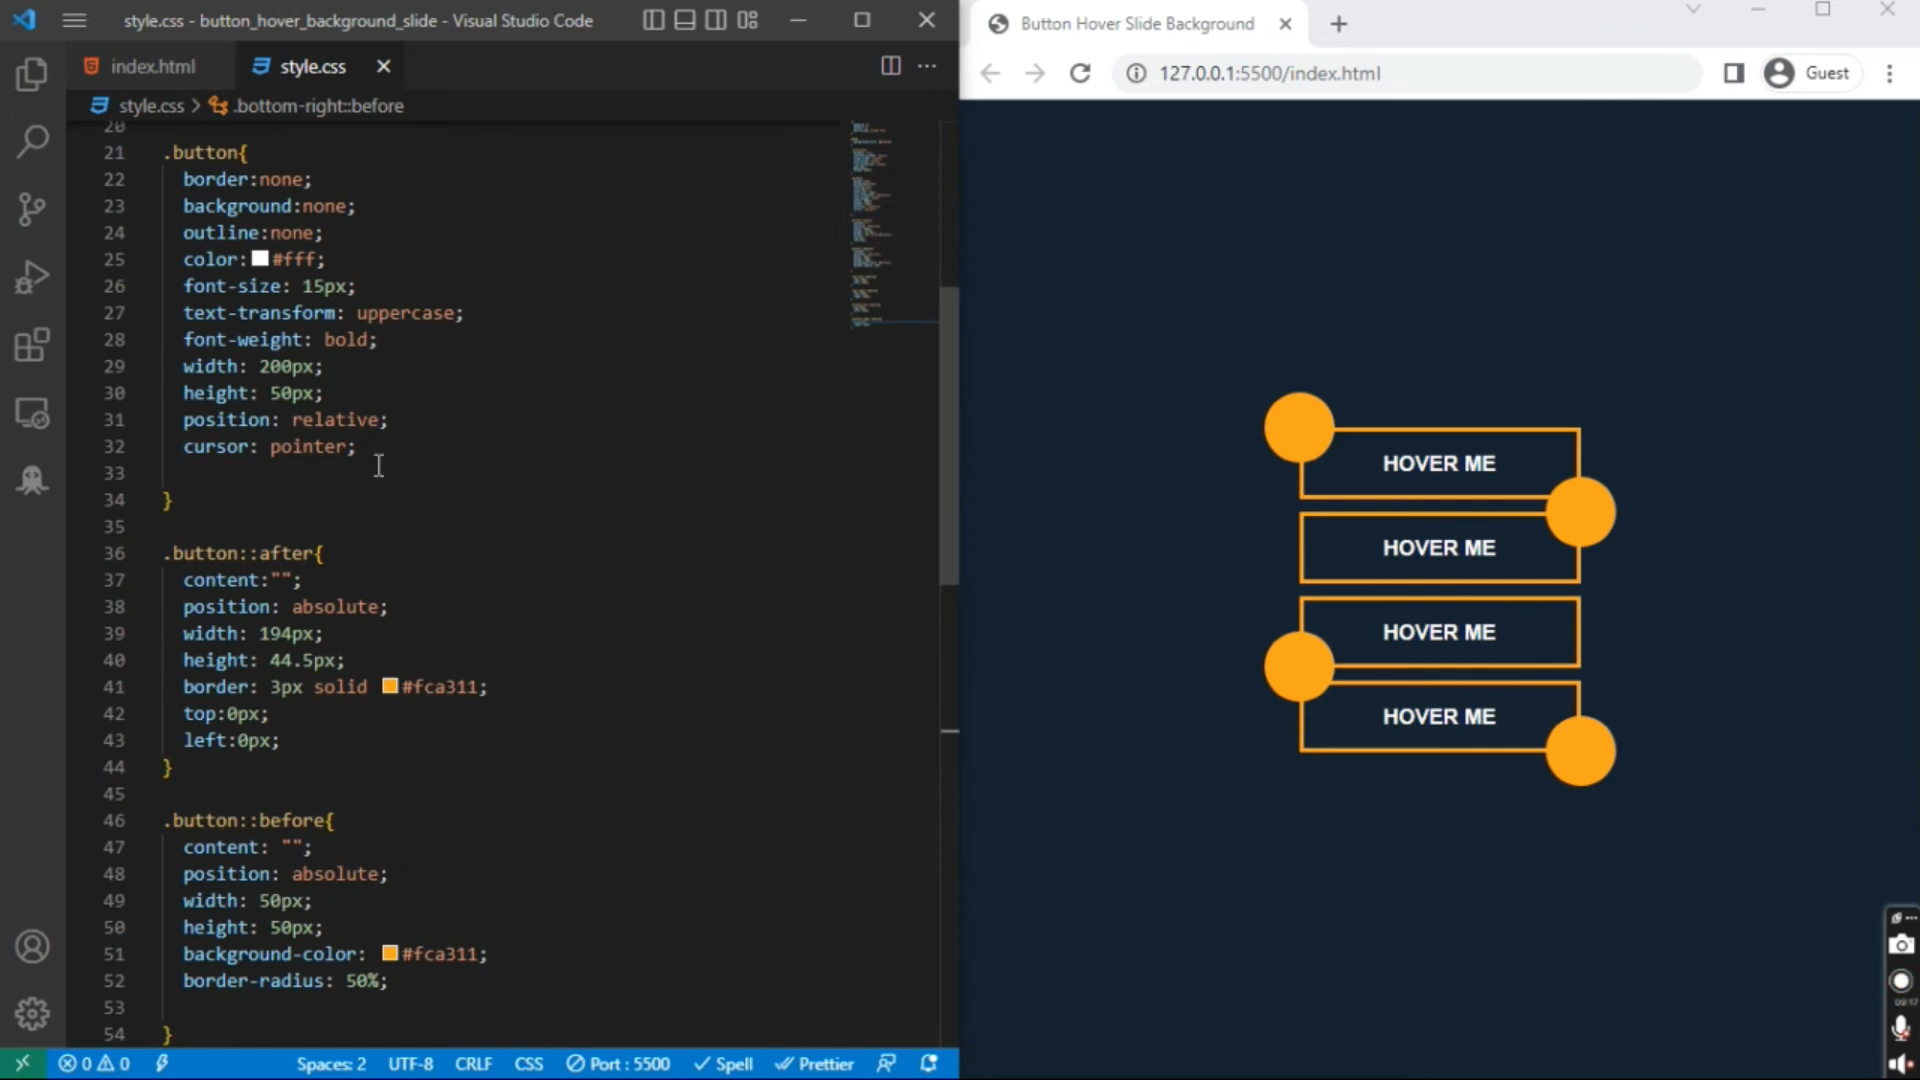 style.css - button_hover_background_slide - Visual Studio Code
index.html
style.css
style.css > .bottom-right::before
20
21 .button{
22 border:none;
23 background:none;
24 outline:none;
25 color: #fff;
26 font-size: 15px;
27 text-transform: uppercase;
28 font-weight: bold;
29 width: 200px;
30 height: 50px;
31 position: relative;
32 cursor: pointer;
33
34 }
35
36 .button::after{
37 content:"";
38 position: absolute;
39 width: 194px;
40 height: 44.5px;
41 border: 3px solid #fca311;
42 top:0px;
43 left:0px;
44 }
45
46 .button::before{
47 content: "";
48 position: absolute;
49 width: 50px;
50 height: 50px;
51 background-color: #fca311;
52 border-radius: 50%;
53
54 }
0 0
Spaces: 2
UTF-8
CRLF
CSS
Port : 5500
Spell
Prettier
Button Hover Slide Background
127.0.0.1:5500/index.html
Guest
HOVER ME
HOVER ME
HOVER ME
HOVER ME